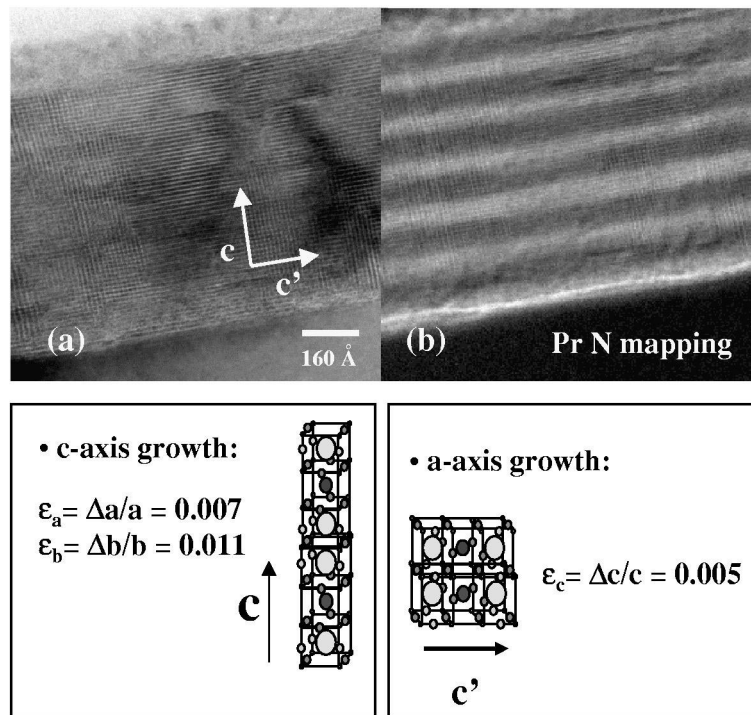 c
c’
(a)
160 Å
(b)
Pr N mapping
• c-axis growth:
εa= Δa/a = 0.007
εb= Δb/b = 0.011
c
• a-axis growth:
εc= Δc/c = 0.005
c’